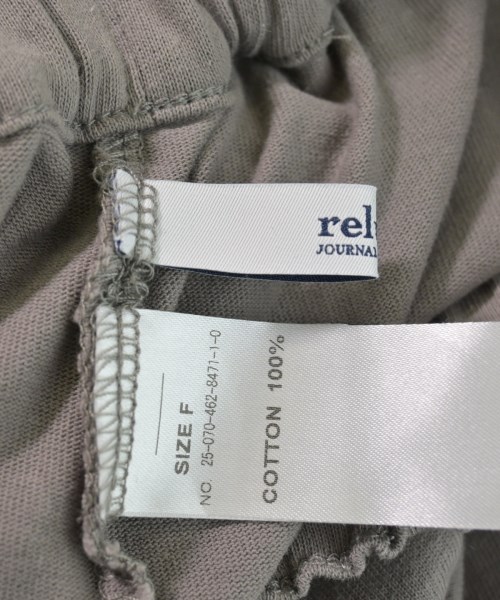 rel
JOURNAL
SIZE F
NO. 25-070-462-8471-1-0
COTTON 100%